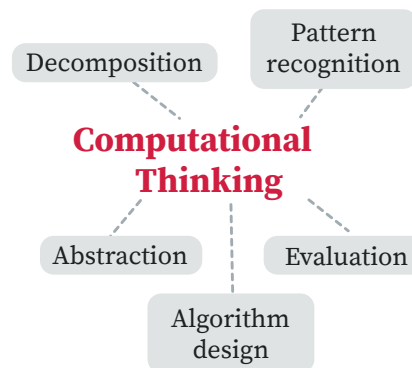 Decomposition
Pattern
recognition
Computational
Thinking
Abstraction
Evaluation
Algorithm
design